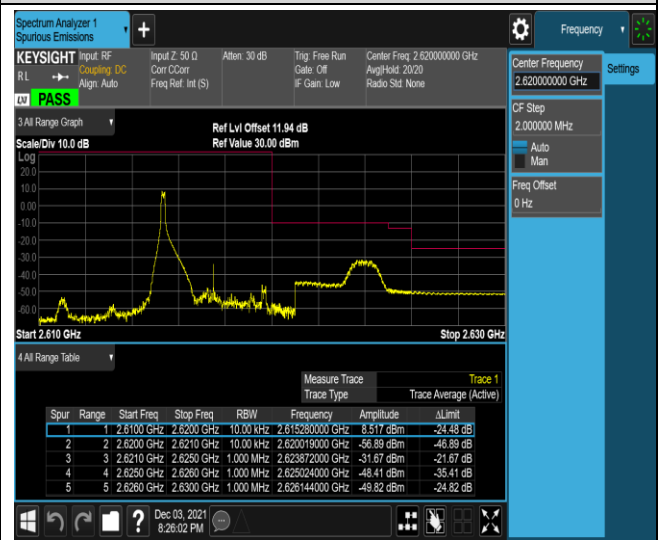 Spectrum Analyzer 1
Spurious Emissions
Frequency
KEYSIGHT
Input: RF
Coupling: DC
Align: Auto
Input Z: 50 Ω
Corr CCorr
Freq Ref: Int (S)
Atten: 30 dB
Trig: Free Run
Gate: Off
IF Gain: Low
Center Freq: 2.620000000 GHz
Avg|Hold: 20/20
Radio Std: None
R L
LXI
PASS
Center Frequency
2.620000000 GHz
Settings
CF Step
2.000000 MHz
Auto
Man
Freq Offset
0 Hz
3 All Range Graph
Scale/Div 10.0 dB
Ref Lvl Offset 11.94 dB
Ref Value 30.00 dBm
Log
20.0
10.0
0.00
-10.0
-20.0
-30.0
-40.0
-50.0
-60.0
Start 2.610 GHz
Stop 2.630 GHz
4 All Range Table
Measure Trace Trace 1
Trace Type Trace Average (Active)
Spur Range Start Freq Stop Freq RBW Frequency Amplitude ΔLimit
1 1 2.6100 GHz 2.6200 GHz 10.00 kHz 2.615280000 GHz 8.517 dBm -24.48 dB
2 2 2.6200 GHz 2.6210 GHz 10.00 kHz 2.620019000 GHz -56.89 dBm -46.89 dB
3 3 2.6210 GHz 2.6250 GHz 1.000 MHz 2.623872000 GHz -31.67 dBm -21.67 dB
4 4 2.6250 GHz 2.6260 GHz 1.000 MHz 2.625024000 GHz -48.41 dBm -35.41 dB
5 5 2.6260 GHz 2.6300 GHz 1.000 MHz 2.626144000 GHz -49.82 dBm -24.82 dB
Dec 03, 2021
8:26:02 PM